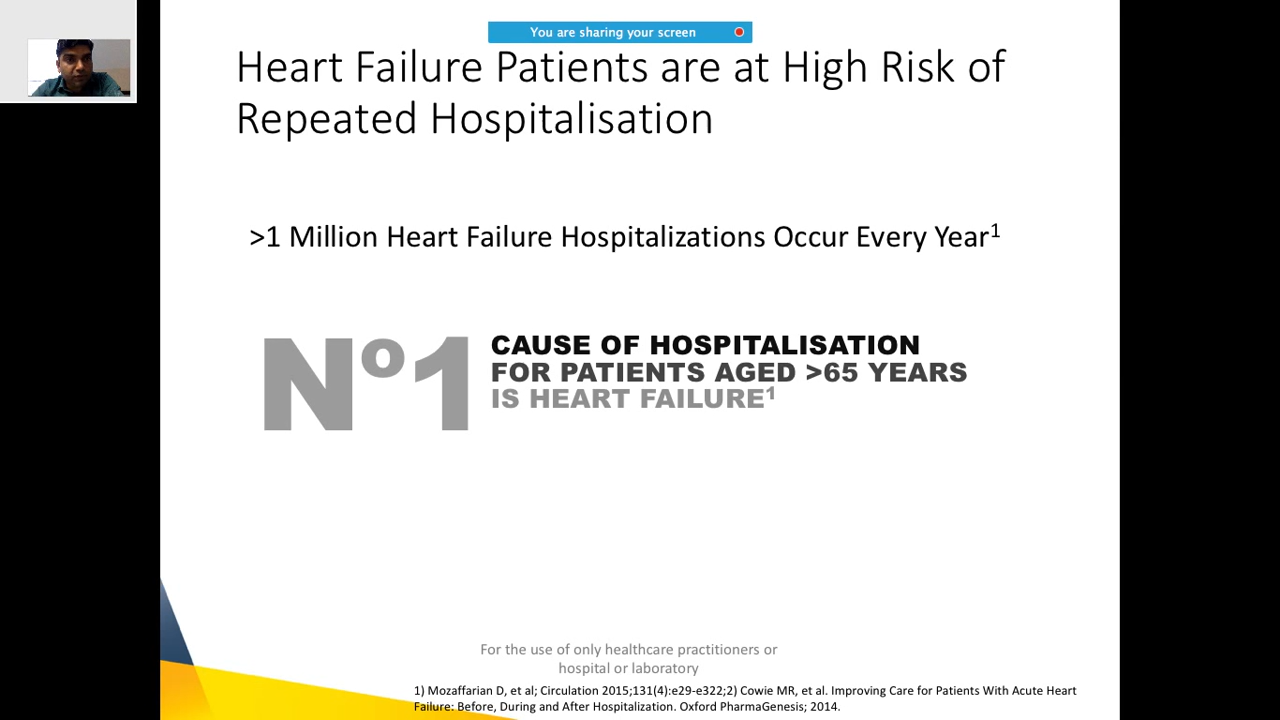 You are sharing your screen
Heart Failure Patients are at High Risk of
Repeated Hospitalisation
>1 Million Heart Failure Hospitalizations Occur Every Year¹
Nº1
CAUSE OF HOSPITALISATION
FOR PATIENTS AGED >65 YEARS
IS HEART FAILURE¹
For the use of only healthcare practitioners or
hospital or laboratory
1) Mozaffarian D, et al; Circulation 2015;131(4):e29-e322;2) Cowie MR, et al. Improving Care for Patients With Acute Heart
Failure: Before, During and After Hospitalization. Oxford PharmaGenesis; 2014.